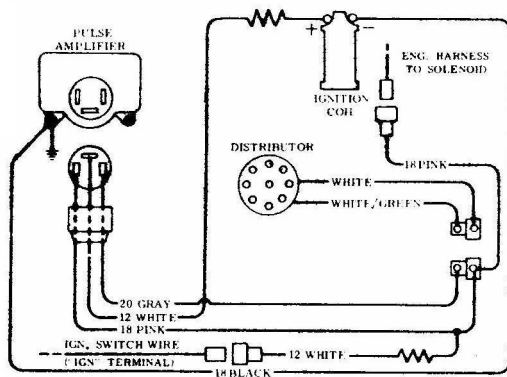 PULSE
AMPLIFIER
+ −
IGNITION
COIL
ENG. HARNESS
TO SOLENOID
DISTRIBUTOR
18 PINK
WHITE
WHITE/GREEN
20 GRAY
12 WHITE
18 PINK
IGN. SWITCH WIRE
("IGN" TERMINAL)
12 WHITE
18 BLACK